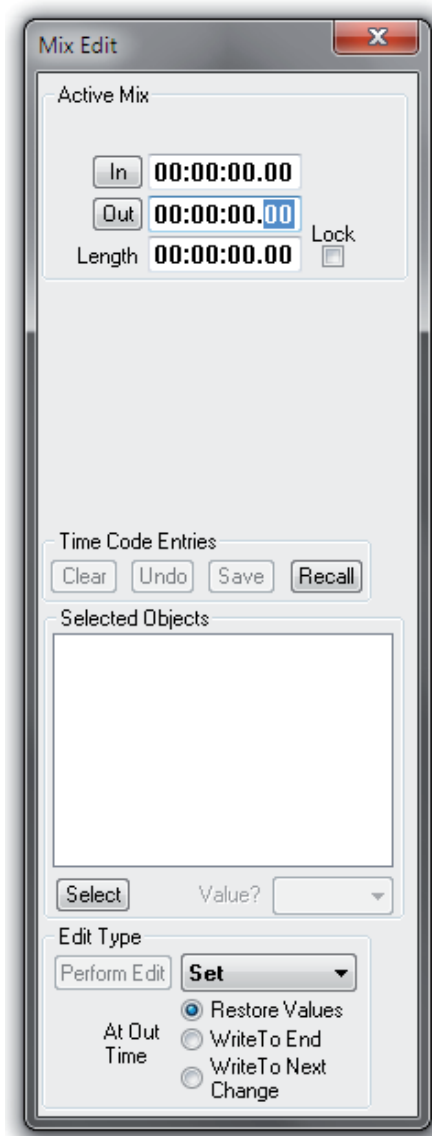 Mix Edit
Active Mix
In 00:00:00.00
Out 00:00:00.00
Lock
Length 00:00:00.00
Time Code Entries
Clear Undo Save Recall
Selected Objects
Select Value?
Edit Type
Perform Edit Set
Restore Values
At Out
Time
WriteTo End
WriteTo Next
Change